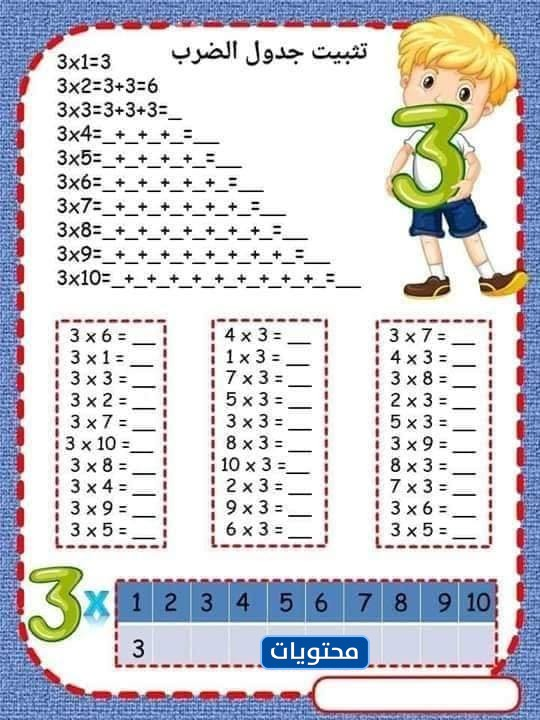 تثبيت جدول الضرب
3x1=3
3x2=3+3=6
3x3=3+3+3=_
3x4=_+_+_+_=__
3x5=_+_+_+_+_=__
3x6=_+_+_+_+_+_=__
3x7=_+_+_+_+_+_+_=__
3x8=_+_+_+_+_+_+_+_=__
3x9=_+_+_+_+_+_+_+_+_=__
3x10=_+_+_+_+_+_+_+_+_+_=__
3
3 x 6 = __
3 x 1 = __
3 x 3 = __
3 x 2 = __
3 x 7 = __
3 x 10 =__
3 x 8 = __
3 x 4 = __
3 x 9 = __
3 x 5 = __
4 x 3 = __
1 x 3 = __
7 x 3 = __
5 x 3 = __
3 x 3 = __
8 x 3 = __
10 x 3 =__
2 x 3 = __
9 x 3 = __
6 x 3 = __
3 x 7 = __
4 x 3 = __
3 x 8 = __
2 x 3 = __
5 x 3 = __
3 x 9 = __
8 x 3 = __
7 x 3 = __
3 x 6 = __
3 x 5 = __
3 x 1 2 3 4 5 6 7 8 9 10
3
محتويات